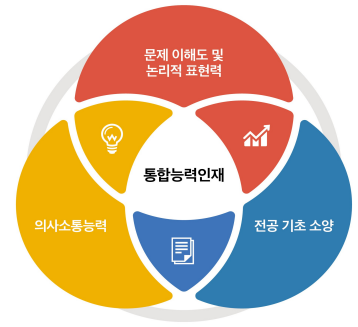 문제 이해도 및
논리적 표현력
통합능력인재
의사소통능력
전공 기초 소양